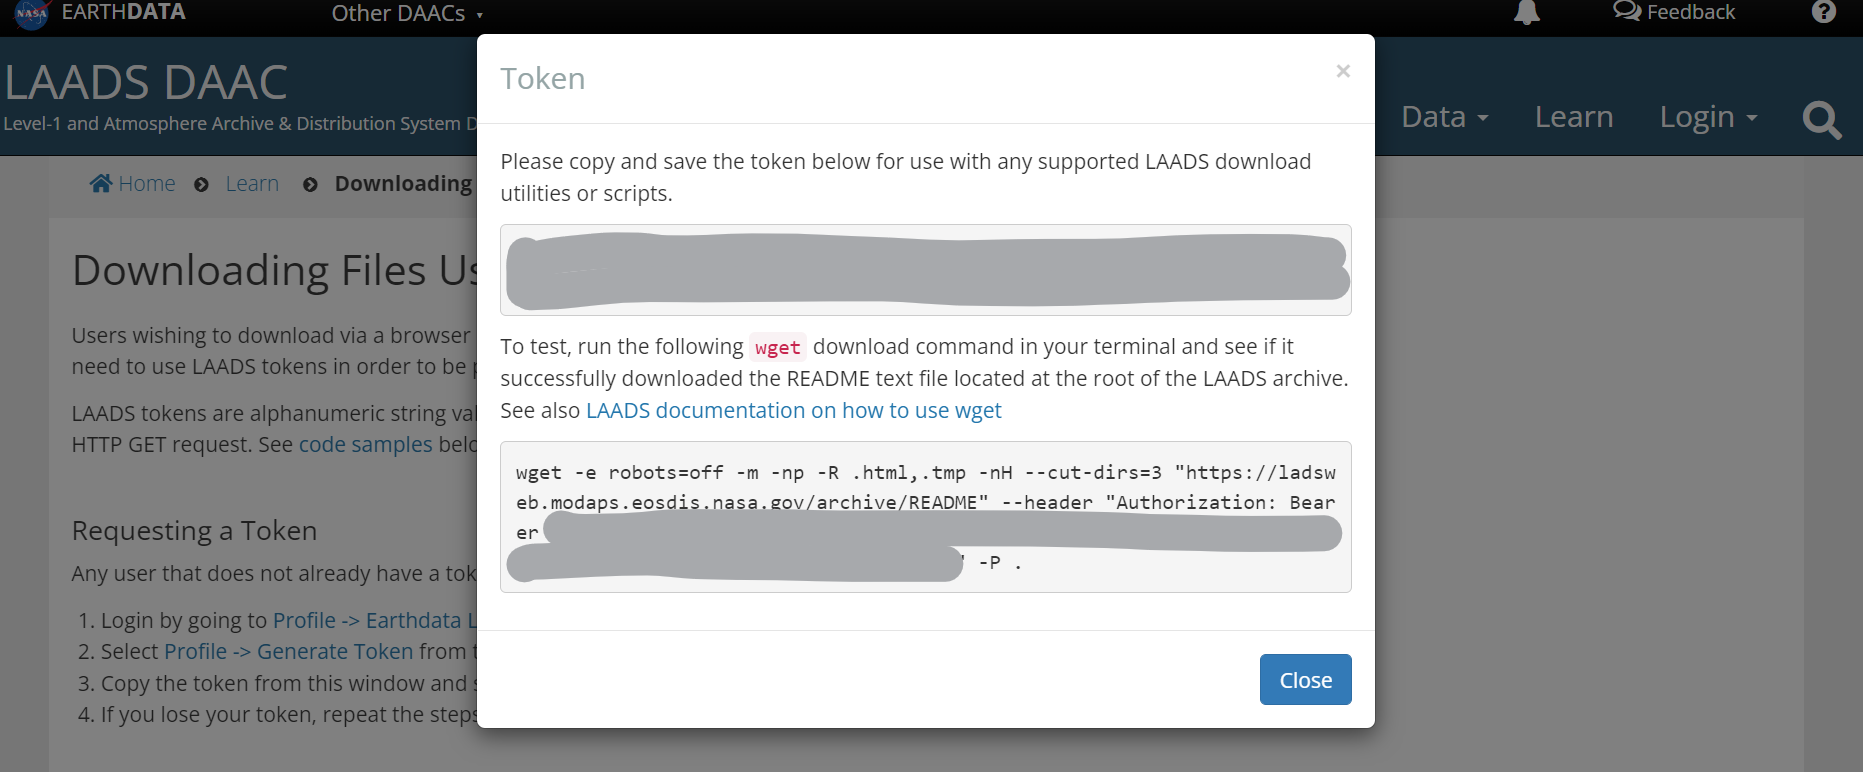 NASA EARTHDATA Other DAACs Feedback ?
LAADS DAAC
Level-1 and Atmosphere Archive & Distribution System D
Data Learn Login
Home Learn Downloading
Downloading Files Us
Users wishing to download via a browser
need to use LAADS tokens in order to be
LAADS tokens are alphanumeric string val
HTTP GET request. See code samples belo
Requesting a Token
Any user that does not already have a tok
1. Login by going to Profile -> Earthdata L
2. Select Profile -> Generate Token from
3. Copy the token from this window and
4. If you lose your token, repeat the steps
Token ×
Please copy and save the token below for use with any supported LAADS download
utilities or scripts.
To test, run the following wget download command in your terminal and see if it
successfully downloaded the README text file located at the root of the LAADS archive.
See also LAADS documentation on how to use wget
wget -e robots=off -m -np -R .html,.tmp -nH --cut-dirs=3 "https://ladsw
eb.modaps.eosdis.nasa.gov/archive/README" --header "Authorization: Bear
er
" -P .
Close